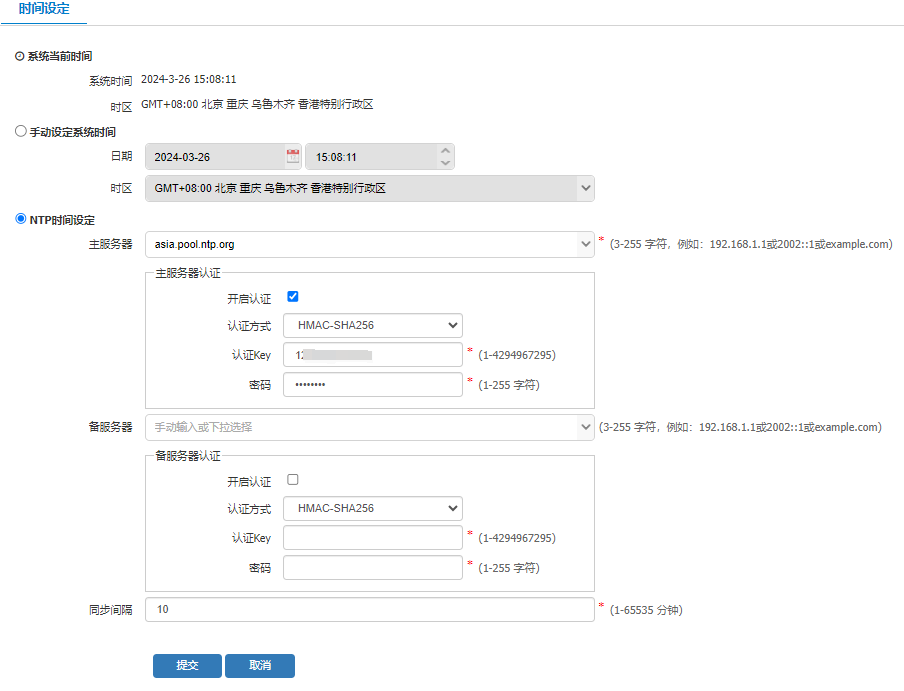 时间设定
系统当前时间
系统时间 2024-3-26 15:08:11
时区 GMT+08:00 北京 重庆 乌鲁木齐 香港特别行政区
手动设定系统时间
日期 2024-03-26 15:08:11
时区 GMT+08:00 北京 重庆 乌鲁木齐 香港特别行政区
NTP时间设定
主服务器 asia.pool.ntp.org * (3-255 字符，例如：192.168.1.1或2002::1或example.com)
主服务器认证
开启认证
认证方式 HMAC-SHA256
认证Key * (1-4294967295)
密码 •••••••• * (1-255 字符)
备服务器 手动输入或下拉选择 (3-255 字符，例如：192.168.1.1或2002::1或example.com)
备服务器认证
开启认证
认证方式 HMAC-SHA256
认证Key * (1-4294967295)
密码 * (1-255 字符)
同步间隔 10 * (1-65535 分钟)
提交 取消